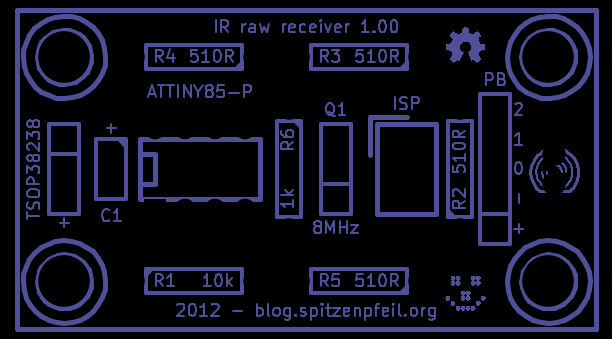 IR raw receiver 1.00
R4 510R
R3 510R
PB
ATTINY85-P
Q1
ISP
2
1
0
-
+
TSOP38238
+
+
C1
R6 1k
R2 510R
8MHz
R1 10k
R5 510R
2012 - blog.spitzenpfeil.org